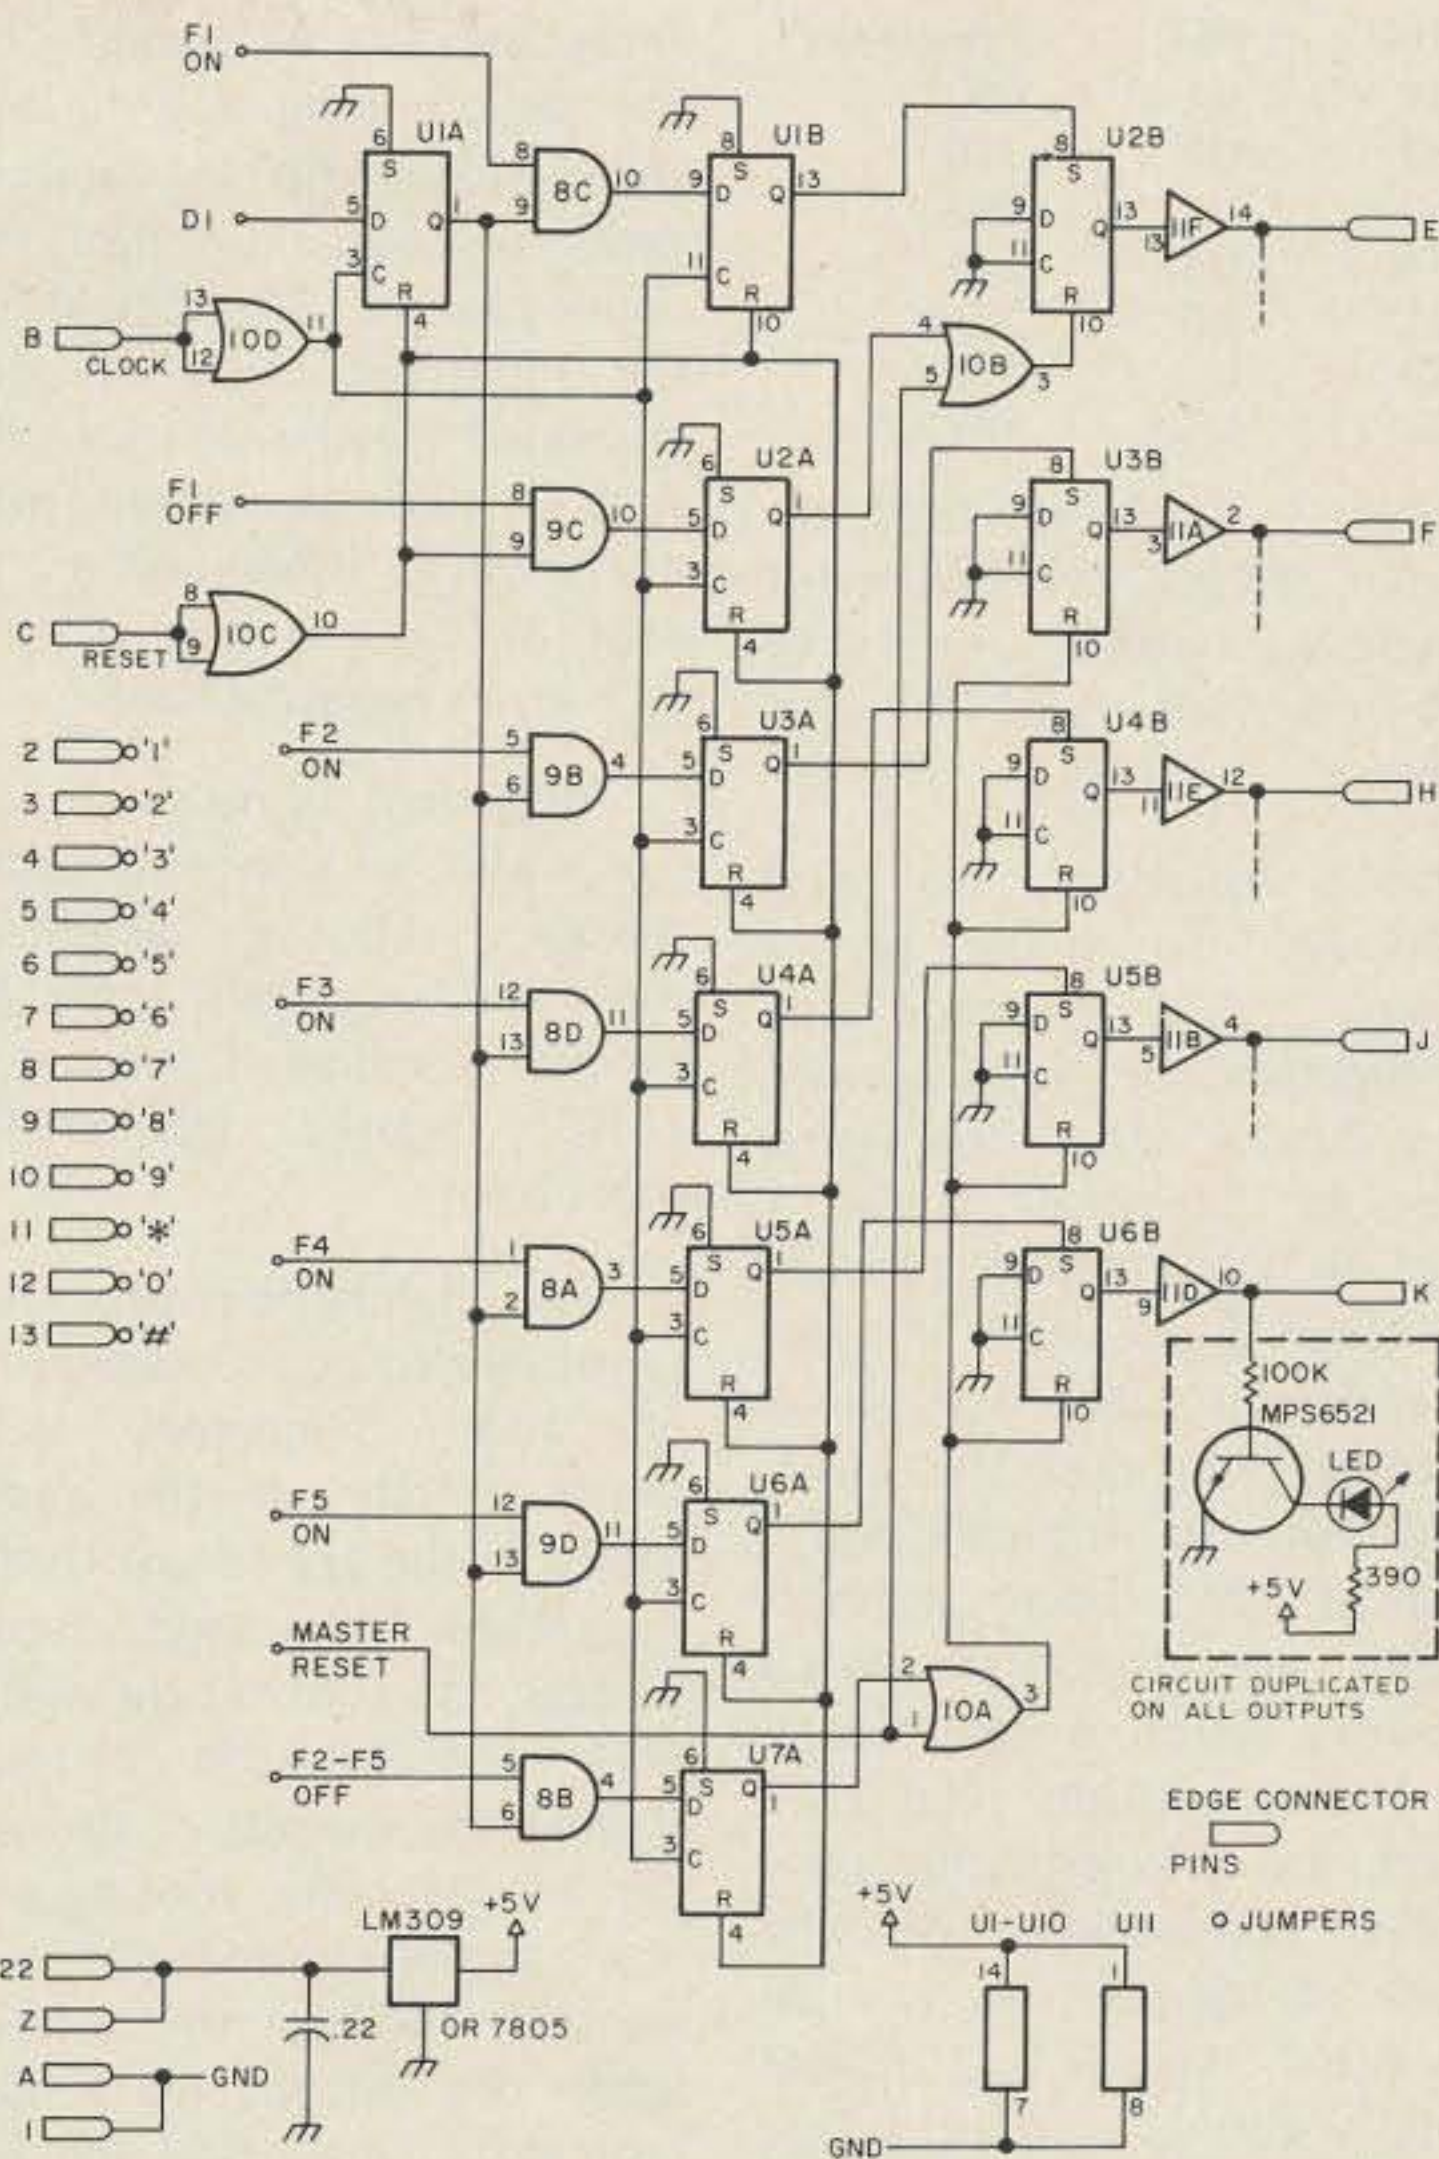 F1
ON
6
U1A
S
D1
5
D
Q
1
3
C
R
4
8
9
8C
10
8
U1B
S
9
D
Q
13
11
C
R
10
8
U2B
S
9
D
Q
13
11
C
R
10
13
11F
14
E
B
CLOCK
13
12
10D
11
4
5
10B
3
F1
OFF
8
9
9C
10
6
U2A
S
5
D
Q
1
3
C
R
4
8
U3B
S
9
D
Q
13
11
C
R
10
3
11A
2
F
C
RESET
8
9
10C
10
2 '1'
3 '2'
4 '3'
5 '4'
6 '5'
7 '6'
8 '7'
9 '8'
10 '9'
11 '*'
12 '0'
13 '#'
F2
ON
5
6
9B
4
6
U3A
S
5
D
Q
1
3
C
R
4
8
U4B
S
9
D
Q
13
11
C
R
10
11
11E
12
H
F3
ON
12
13
8D
11
6
U4A
S
5
D
Q
1
3
C
R
4
8
U5B
S
9
D
Q
13
11
C
R
10
5
11B
4
J
F4
ON
1
2
8A
3
6
U5A
S
5
D
Q
1
3
C
R
4
8
U6B
S
9
D
Q
13
11
C
R
10
9
11D
10
K
100K
MPS6521
LED
390
+5V
CIRCUIT DUPLICATED
ON ALL OUTPUTS
F5
ON
12
13
9D
11
6
U6A
S
5
D
Q
1
3
C
R
4
MASTER
RESET
2
1
10A
3
F2-F5
OFF
5
6
8B
4
6
U7A
S
5
D
Q
1
3
C
R
4
EDGE CONNECTOR
PINS
JUMPERS
22
Z
A
1
GND
.22
LM309
OR 7805
+5V
+5V
U1-U10
U11
14
1
7
8
GND